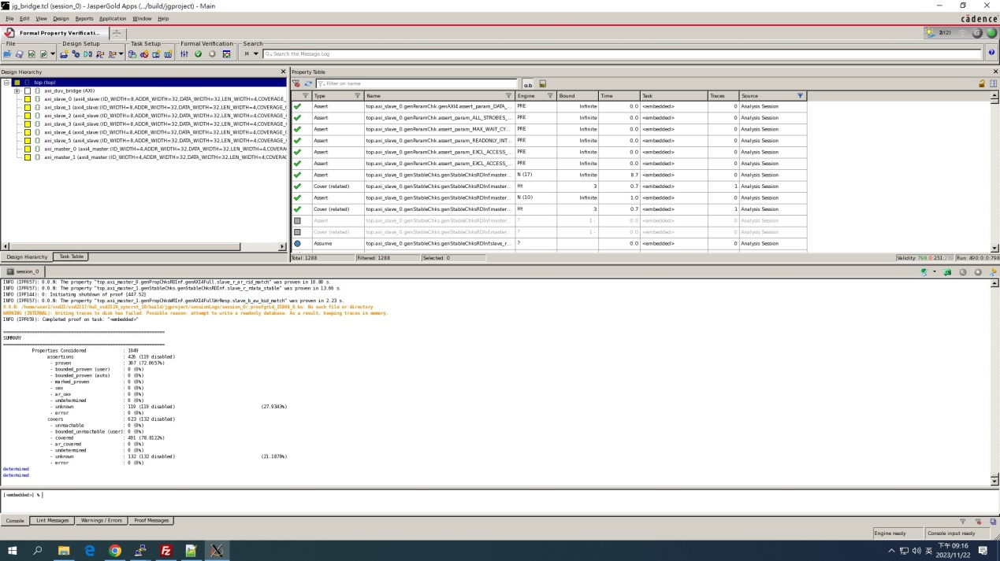 jg_bridge.tcl (session_0) - JasperGold Apps (.../build/jgproject) - Main
File Edit View Design Reports Application Window Help
cādence
Formal Property Verificati...
2/(2)
File Design Setup Task Setup Formal Verification Search
M Search the Message Log
Design Hierarchy
top (top)
axi_duv_bridge (AXI)
axi_slave_0 (axi4_slave:(ID_WIDTH=8,ADDR_WIDTH=32,DATA_WIDTH=32,LEN_WIDTH=4,COVERAGE_
axi_slave_1 (axi4_slave:(ID_WIDTH=8,ADDR_WIDTH=32,DATA_WIDTH=32,LEN_WIDTH=4,COVERAGE_
axi_slave_2 (axi4_slave:(ID_WIDTH=8,ADDR_WIDTH=32,DATA_WIDTH=32,LEN_WIDTH=4,COVERAGE_
axi_slave_3 (axi4_slave:(ID_WIDTH=8,ADDR_WIDTH=32,DATA_WIDTH=32,LEN_WIDTH=4,COVERAGE_
axi_slave_4 (axi4_slave:(ID_WIDTH=8,ADDR_WIDTH=32,DATA_WIDTH=32,LEN_WIDTH=4,COVERAGE_
axi_slave_5 (axi4_slave:(ID_WIDTH=8,ADDR_WIDTH=32,DATA_WIDTH=32,LEN_WIDTH=4,COVERAGE_
axi_master_0 (axi4_master:(ID_WIDTH=4,ADDR_WIDTH=32,DATA_WIDTH=32,LEN_WIDTH=4,COVERA
axi_master_1 (axi4_master:(ID_WIDTH=4,ADDR_WIDTH=32,DATA_WIDTH=32,LEN_WIDTH=4,COVERA
Design Hierarchy Task Table
Property Table
Filter on name
a.b
Type Name Engine Bound Time Task Traces Source
Assert top.axi_slave_0.genParamChk.genAXI4.assert_param_DATA_... PRE Infinite 0.0 <embedded> 0 Analysis Session
Assert top.axi_slave_0.genParamChk.assert_param_ALL_STROBES_... PRE Infinite 0.0 <embedded> 0 Analysis Session
Assert top.axi_slave_0.genParamChk.assert_param_MAX_WAIT_CY... PRE Infinite 0.0 <embedded> 0 Analysis Session
Assert top.axi_slave_0.genParamChk.assert_param_READONLY_INT... PRE Infinite 0.0 <embedded> 0 Analysis Session
Assert top.axi_slave_0.genParamChk.assert_param_EXCL_ACCESS_... PRE Infinite 0.0 <embedded> 0 Analysis Session
Assert top.axi_slave_0.genParamChk.assert_param_EXCL_ACCESS_... PRE Infinite 0.0 <embedded> 0 Analysis Session
Assert top.axi_slave_0.genStableChks.genStableChksRDInf.master... N (17) Infinite 8.7 <embedded> 0 Analysis Session
Cover (related) top.axi_slave_0.genStableChks.genStableChksRDInf.master... Ht 3 0.7 <embedded> 1 Analysis Session
Assert top.axi_slave_0.genStableChks.genStableChksRDInf.master... N (10) Infinite 1.0 <embedded> 0 Analysis Session
Cover (related) top.axi_slave_0.genStableChks.genStableChksRDInf.master... Ht 3 0.7 <embedded> 1 Analysis Session
Assert top.axi_slave_0.genStableChks.genStableChksRDInf.master... ? 1 - 0.0 <embedded> 0 Analysis Session
Cover (related) top.axi_slave_0.genStableChks.genStableChksRDInf.master... ? 1 - 0.0 <embedded> 0 Analysis Session
Assume top.axi_slave_0.genStableChks.genStableChksRDInf.slave_r... ? 0.0 <embedded> 0 Analysis Session
Total: 1288 Filtered: 1288 Selected: 0 Validity: 798:0:251:239 Run: 490:0:0:798
session_0
INFO (IPF057): 0.0.N: The property "top.axi_master_0.genPropChksRDInf.genAXI4Full.slave_r_ar_rid_match" was proven in 10.80 s.
INFO (IPF057): 0.0.N: The property "top.axi_master_1.genStableChks.genStableChksRDInf.slave_r_rdata_stable" was proven in 13.66 s.
INFO (IPF144): 0: Initiating shutdown of proof [447.52]
INFO (IPF057): 0.0.N: The property "top.axi_master_1.genPropChksWRInf.genAXI4FullWrResp.slave_b_aw_bid_match" was proven in 2.23 s.
WARNING (INTERNAL): Writing traces to disk has failed. Possible reason: attempt to write a readonly database. As a result, keeping traces in memory.
INFO (IPF059): Completed proof on task: "<embedded>"
==============================================================
SUMMARY
==============================================================
Properties Considered : 1049
assertions : 426 (119 disabled)
- proven : 307 (72.0657%)
- bounded_proven (user) : 0 (0%)
- bounded_proven (auto) : 0 (0%)
- marked_proven : 0 (0%)
- cex : 0 (0%)
- ar_cex : 0 (0%)
- undetermined : 0 (0%)
- unknown : 119 (119 disabled) (27.9343%)
- error : 0 (0%)
covers : 623 (132 disabled)
- unreachable : 0 (0%)
- bounded_unreachable (user): 0 (0%)
- covered : 491 (78.8122%)
- ar_covered : 0 (0%)
- undetermined : 0 (0%)
- unknown : 132 (132 disabled) (21.1878%)
- error : 0 (0%)
determined
determined
[<embedded>] %
Console Lint Messages Warnings / Errors Proof Messages
Engine ready Console input ready
英 下午 09:16
2023/11/22